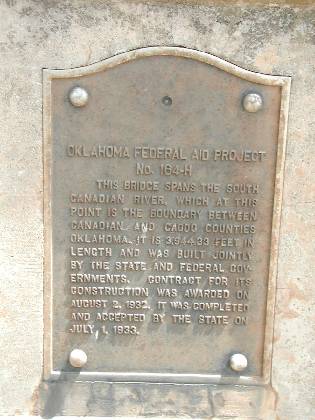 OKLAHOMA FEDERAL AID PROJECT
No. 164-H
THIS BRIDGE SPANS THE SOUTH
CANADIAN RIVER, WHICH AT THIS
POINT IS THE BOUNDARY BETWEEN
CANADIAN AND CADDO COUNTIES
OKLAHOMA. IT IS 3,944.33 FEET IN
LENGTH AND WAS BUILT JOINTLY
BY THE STATE AND FEDERAL GOV-
ERNMENTS. CONTRACT FOR ITS
CONSTRUCTION WAS AWARDED ON
AUGUST 2, 1932. IT WAS COMPLETED
AND ACCEPTED BY THE STATE ON
JULY 1, 1933.